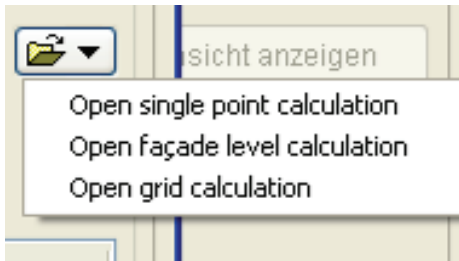 sicht anzeigen
Open single point calculation
Open façade level calculation
Open grid calculation